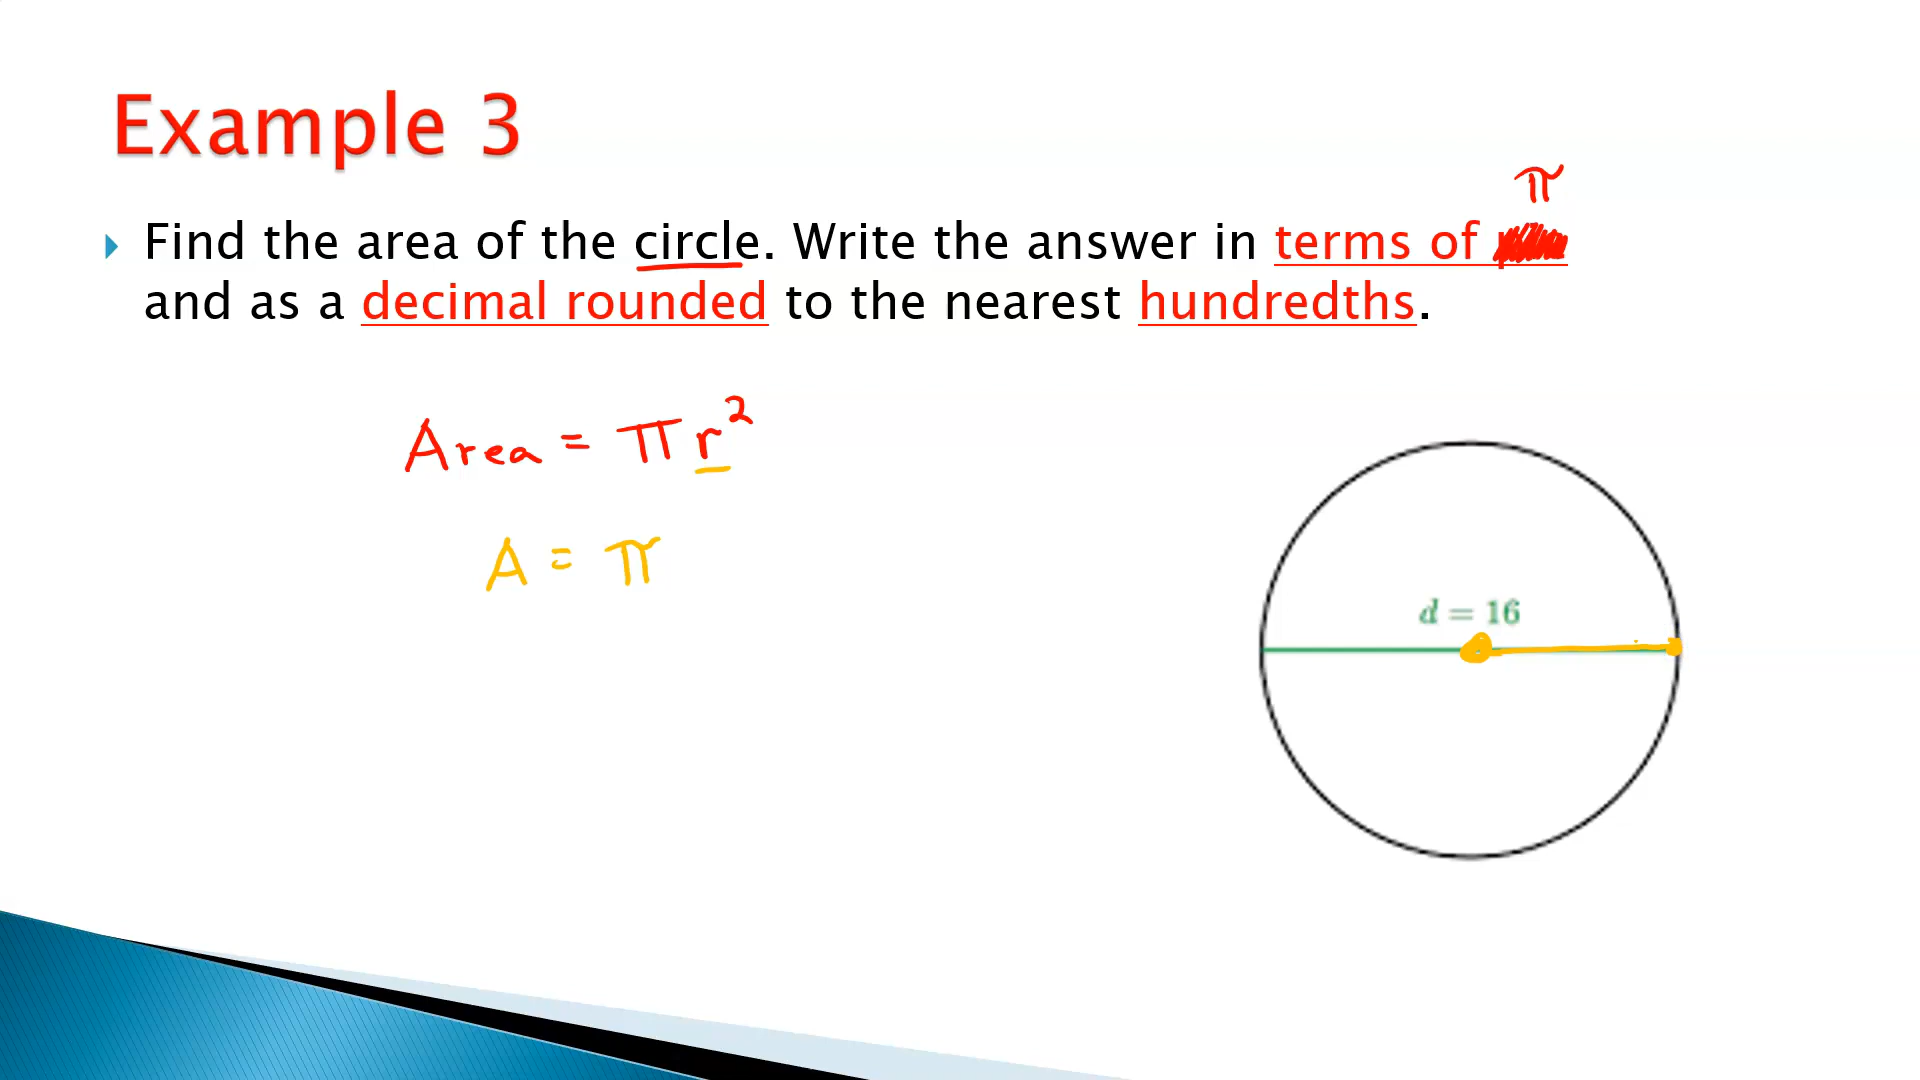 Example 3
π
Find the area of the circle. Write the answer in terms of
and as a decimal rounded to the nearest hundredths.
Area = πr²
A = π
d = 16